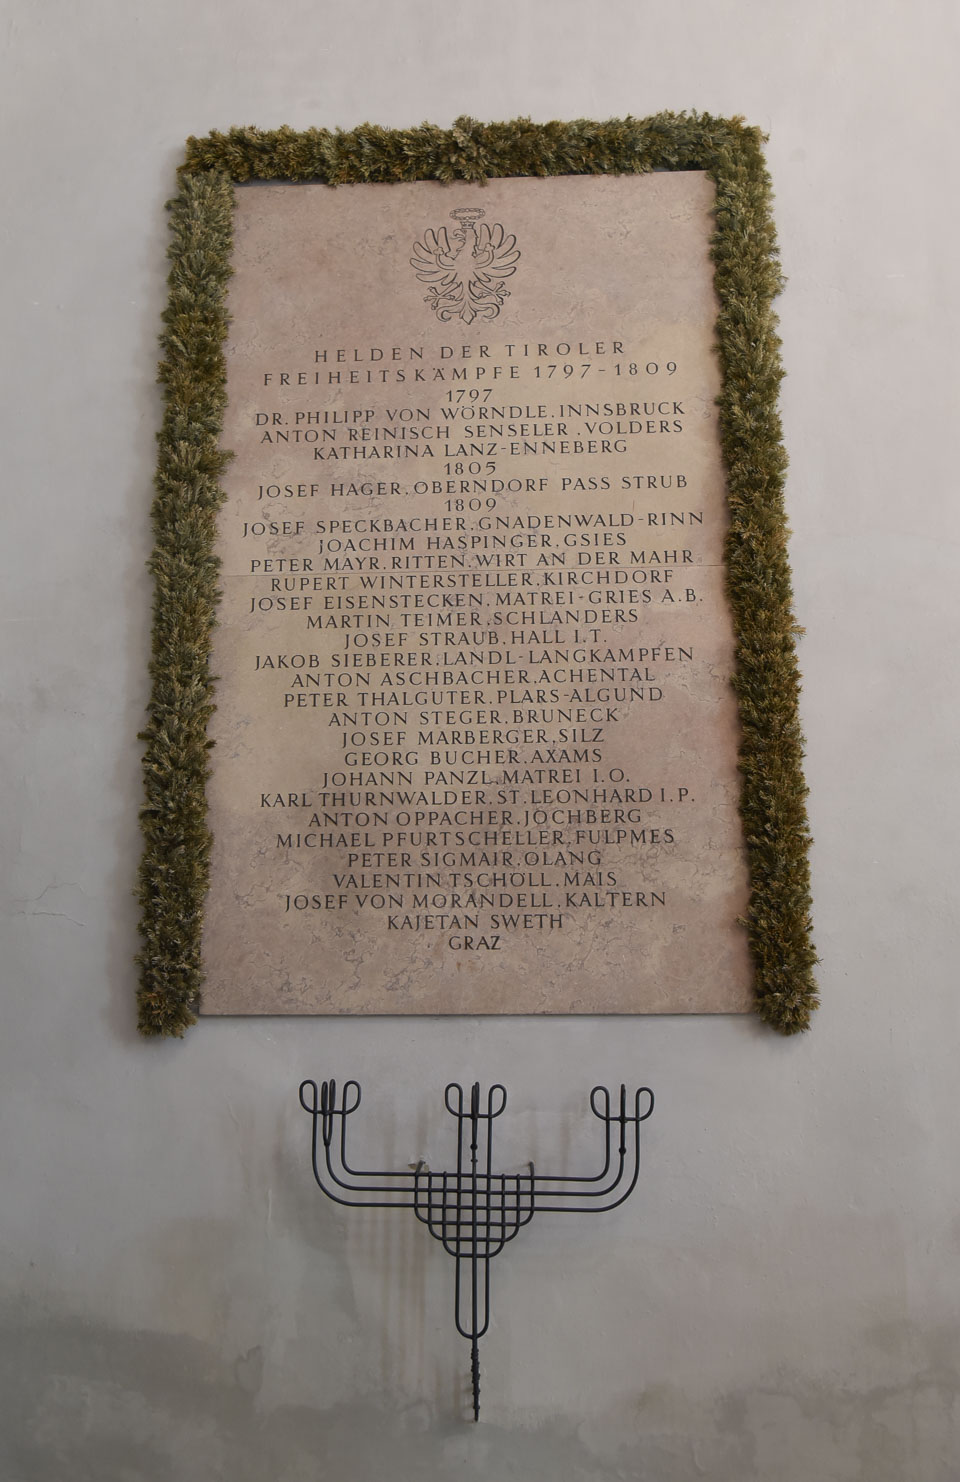 HELDEN DER TIROLER
FREIHEITSKÄMPFE 1797-1809
1797
DR. PHILIPP VON WÖRNDLE.INNSBRUCK
ANTON REINISCH SENSELER.VOLDERS
KATHARINA LANZ-ENNEBERG
1805
JOSEF HAGER.OBERNDORF PASS STRUB
1809
JOSEF SPECKBACHER.GNADENWALD-RINN
JOACHIM HASPINGER.GSIES
PETER MAYR.RITTEN.WIRT AN DER MAHR
RUPERT WINTERSTELLER.KIRCHDORF
JOSEF EISENSTECKEN.MATREI-GRIES A.B.
MARTIN TEIMER.SCHLANDERS
JOSEF STRAUB.HALL I.T.
JAKOB SIEBERER.LANDL-LANGKAMPFEN
ANTON ASCHBACHER.ACHENTAL
PETER THALGUTER.PLARS-ALGUND
ANTON STEGER.BRUNECK
JOSEF MARBERGER.SILZ
GEORG BUCHER.AXAMS
JOHANN PANZL.MATREI I.O.
KARL THURNWALDER.ST.LEONHARD I.P.
ANTON OPPACHER.JOCHBERG
MICHAEL PFURTSCHELLER.FULPMES
PETER SIGMAIR.OLANG
VALENTIN TSCHÖLL.MAIS
JOSEF VON MORANDELL.KALTERN
KAJETAN SWETH
GRAZ